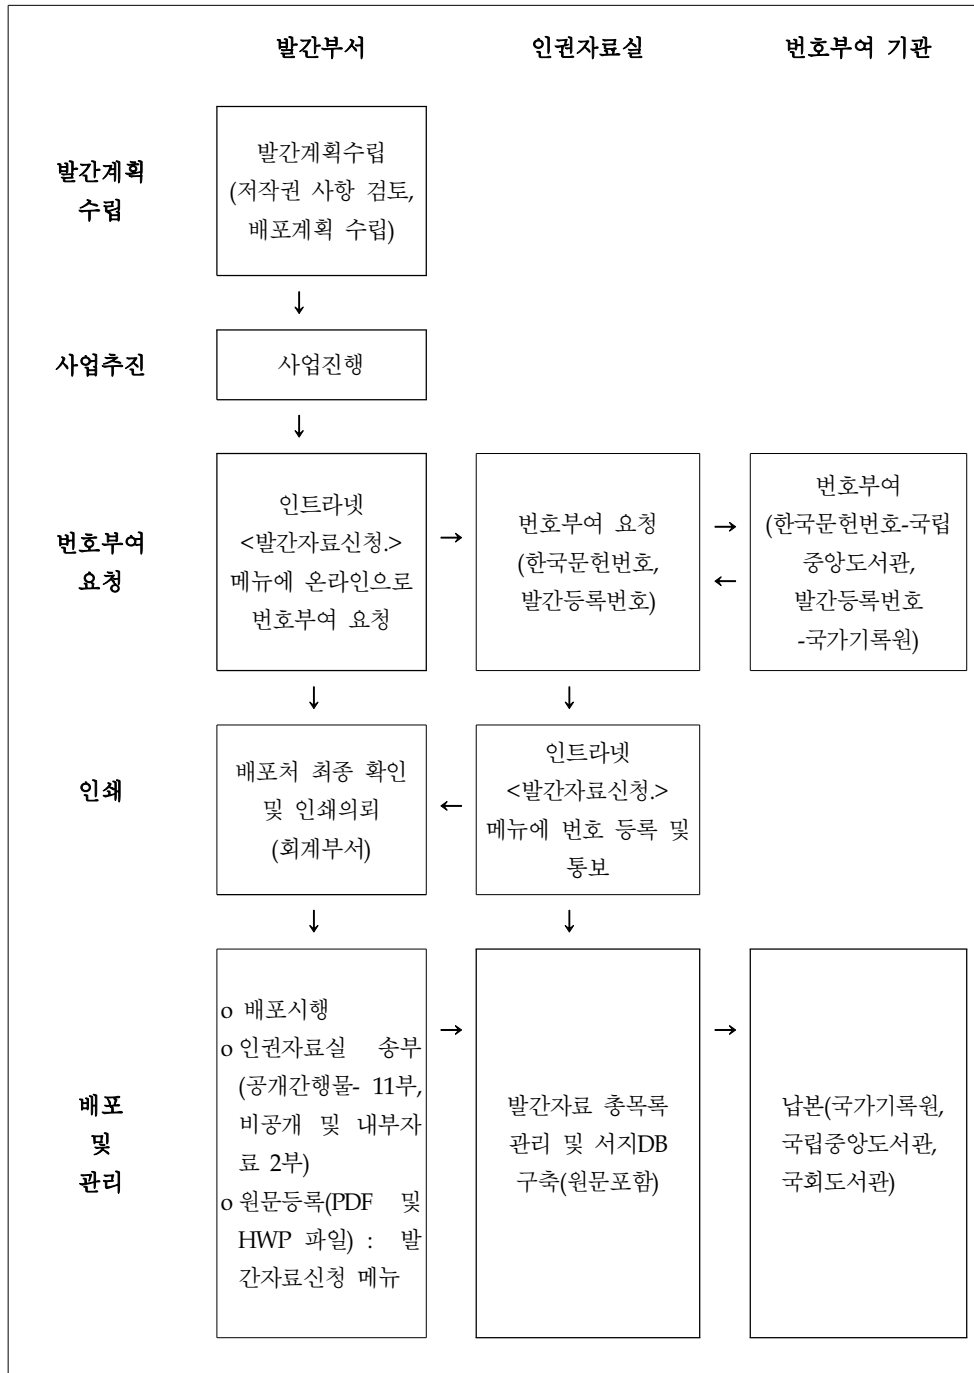 발간부서 인권자료실 번호부여 기관
발간계획
수립
발간계획수립
(저작권 사항 검토,
배포계획 수립)
↓
사업추진
사업진행
↓
번호부여
요청
인트라넷
<발간자료신청.>
메뉴에 온라인으로
번호부여 요청
→
번호부여 요청
(한국문헌번호,
발간등록번호)
→
←
번호부여
(한국문헌번호-국립
중앙도서관,
발간등록번호
-국가기록원)
↓ ↓
인쇄
배포처 최종 확인
및 인쇄의뢰
(회계부서)
←
인트라넷
<발간자료신청.>
메뉴에 번호 등록 및
통보
↓ ↓
배포
및
관리
o 배포시행
o 인권자료실 송부
(공개간행물- 11부,
비공개 및 내부자
료 2부)
o 원문등록(PDF 및
HWP 파일) : 발
간자료신청 메뉴
→
발간자료 총목록
관리 및 서지DB
구축(원문포함)
→
납본(국가기록원,
국립중앙도서관,
국회도서관)